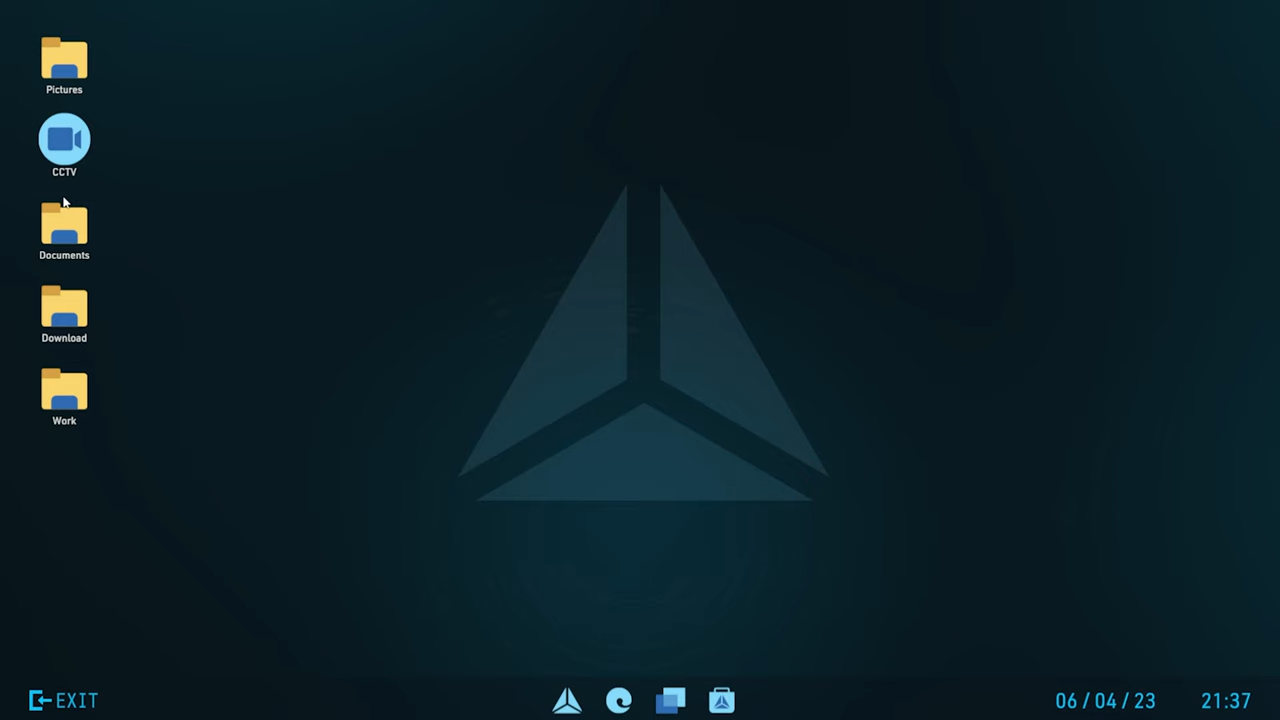 Pictures
CCTV
Documents
Download
Work
EXIT
06 / 04 / 23
21:37